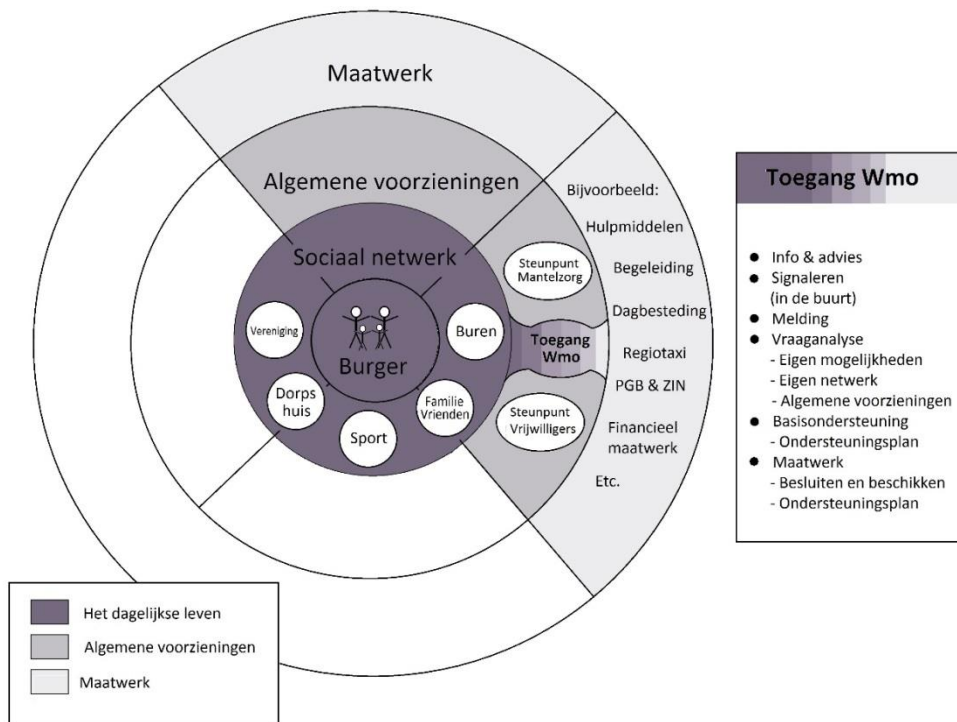 Maatwerk
Algemene voorzieningen
Sociaal netwerk
Burger
Vereniging
Dorps
huis
Sport
Familie
Vrienden
Buren
Steunpunt
Mantelzorg
Toegang
Wmo
Steunpunt
Vrijwilligers
Bijvoorbeeld:
Hulpmiddelen
Begeleiding
Dagbesteding
Regiotaxi
PGB & ZIN
Financieel
maatwerk
Etc.
Toegang Wmo
● Info & advies
● Signaleren
(in de buurt)
● Melding
● Vraaganalyse
- Eigen mogelijkheden
- Eigen netwerk
- Algemene voorzieningen
● Basisondersteuning
- Ondersteuningsplan
● Maatwerk
- Besluiten en beschikken
- Ondersteuningsplan
Het dagelijkse leven
Algemene voorzieningen
Maatwerk